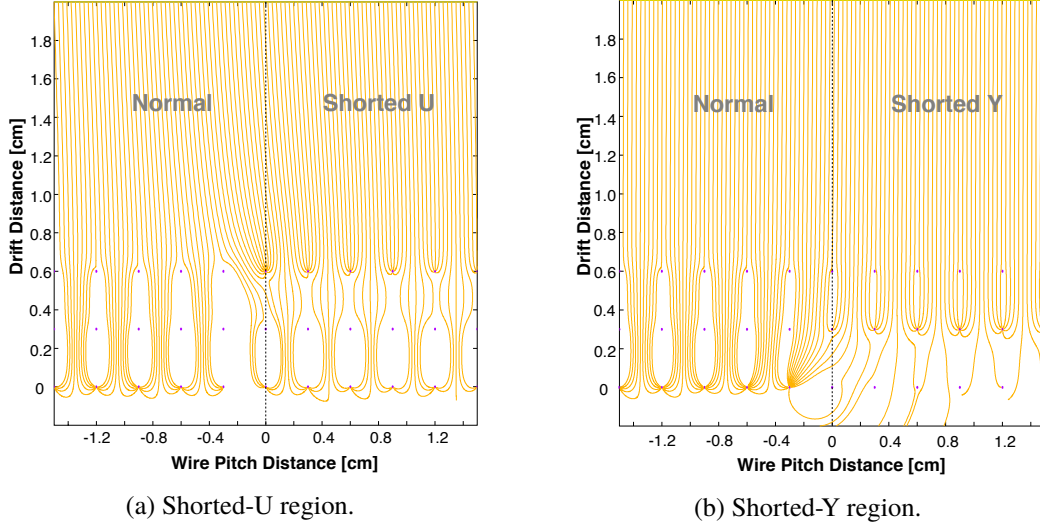 Normal
Shorted U
Drift Distance [cm]
1.8
1.6
1.4
1.2
1.0
0.8
0.6
0.4
0.2
0
-1.2 -0.8 -0.4 0 0.4 0.8 1.2
Wire Pitch Distance [cm]
(a) Shorted-U region.
Normal
Shorted Y
Drift Distance [cm]
1.8
1.6
1.4
1.2
1.0
0.8
0.6
0.4
0.2
0
-1.2 -0.8 -0.4 0 0.4 0.8 1.2
Wire Pitch Distance [cm]
(b) Shorted-Y region.